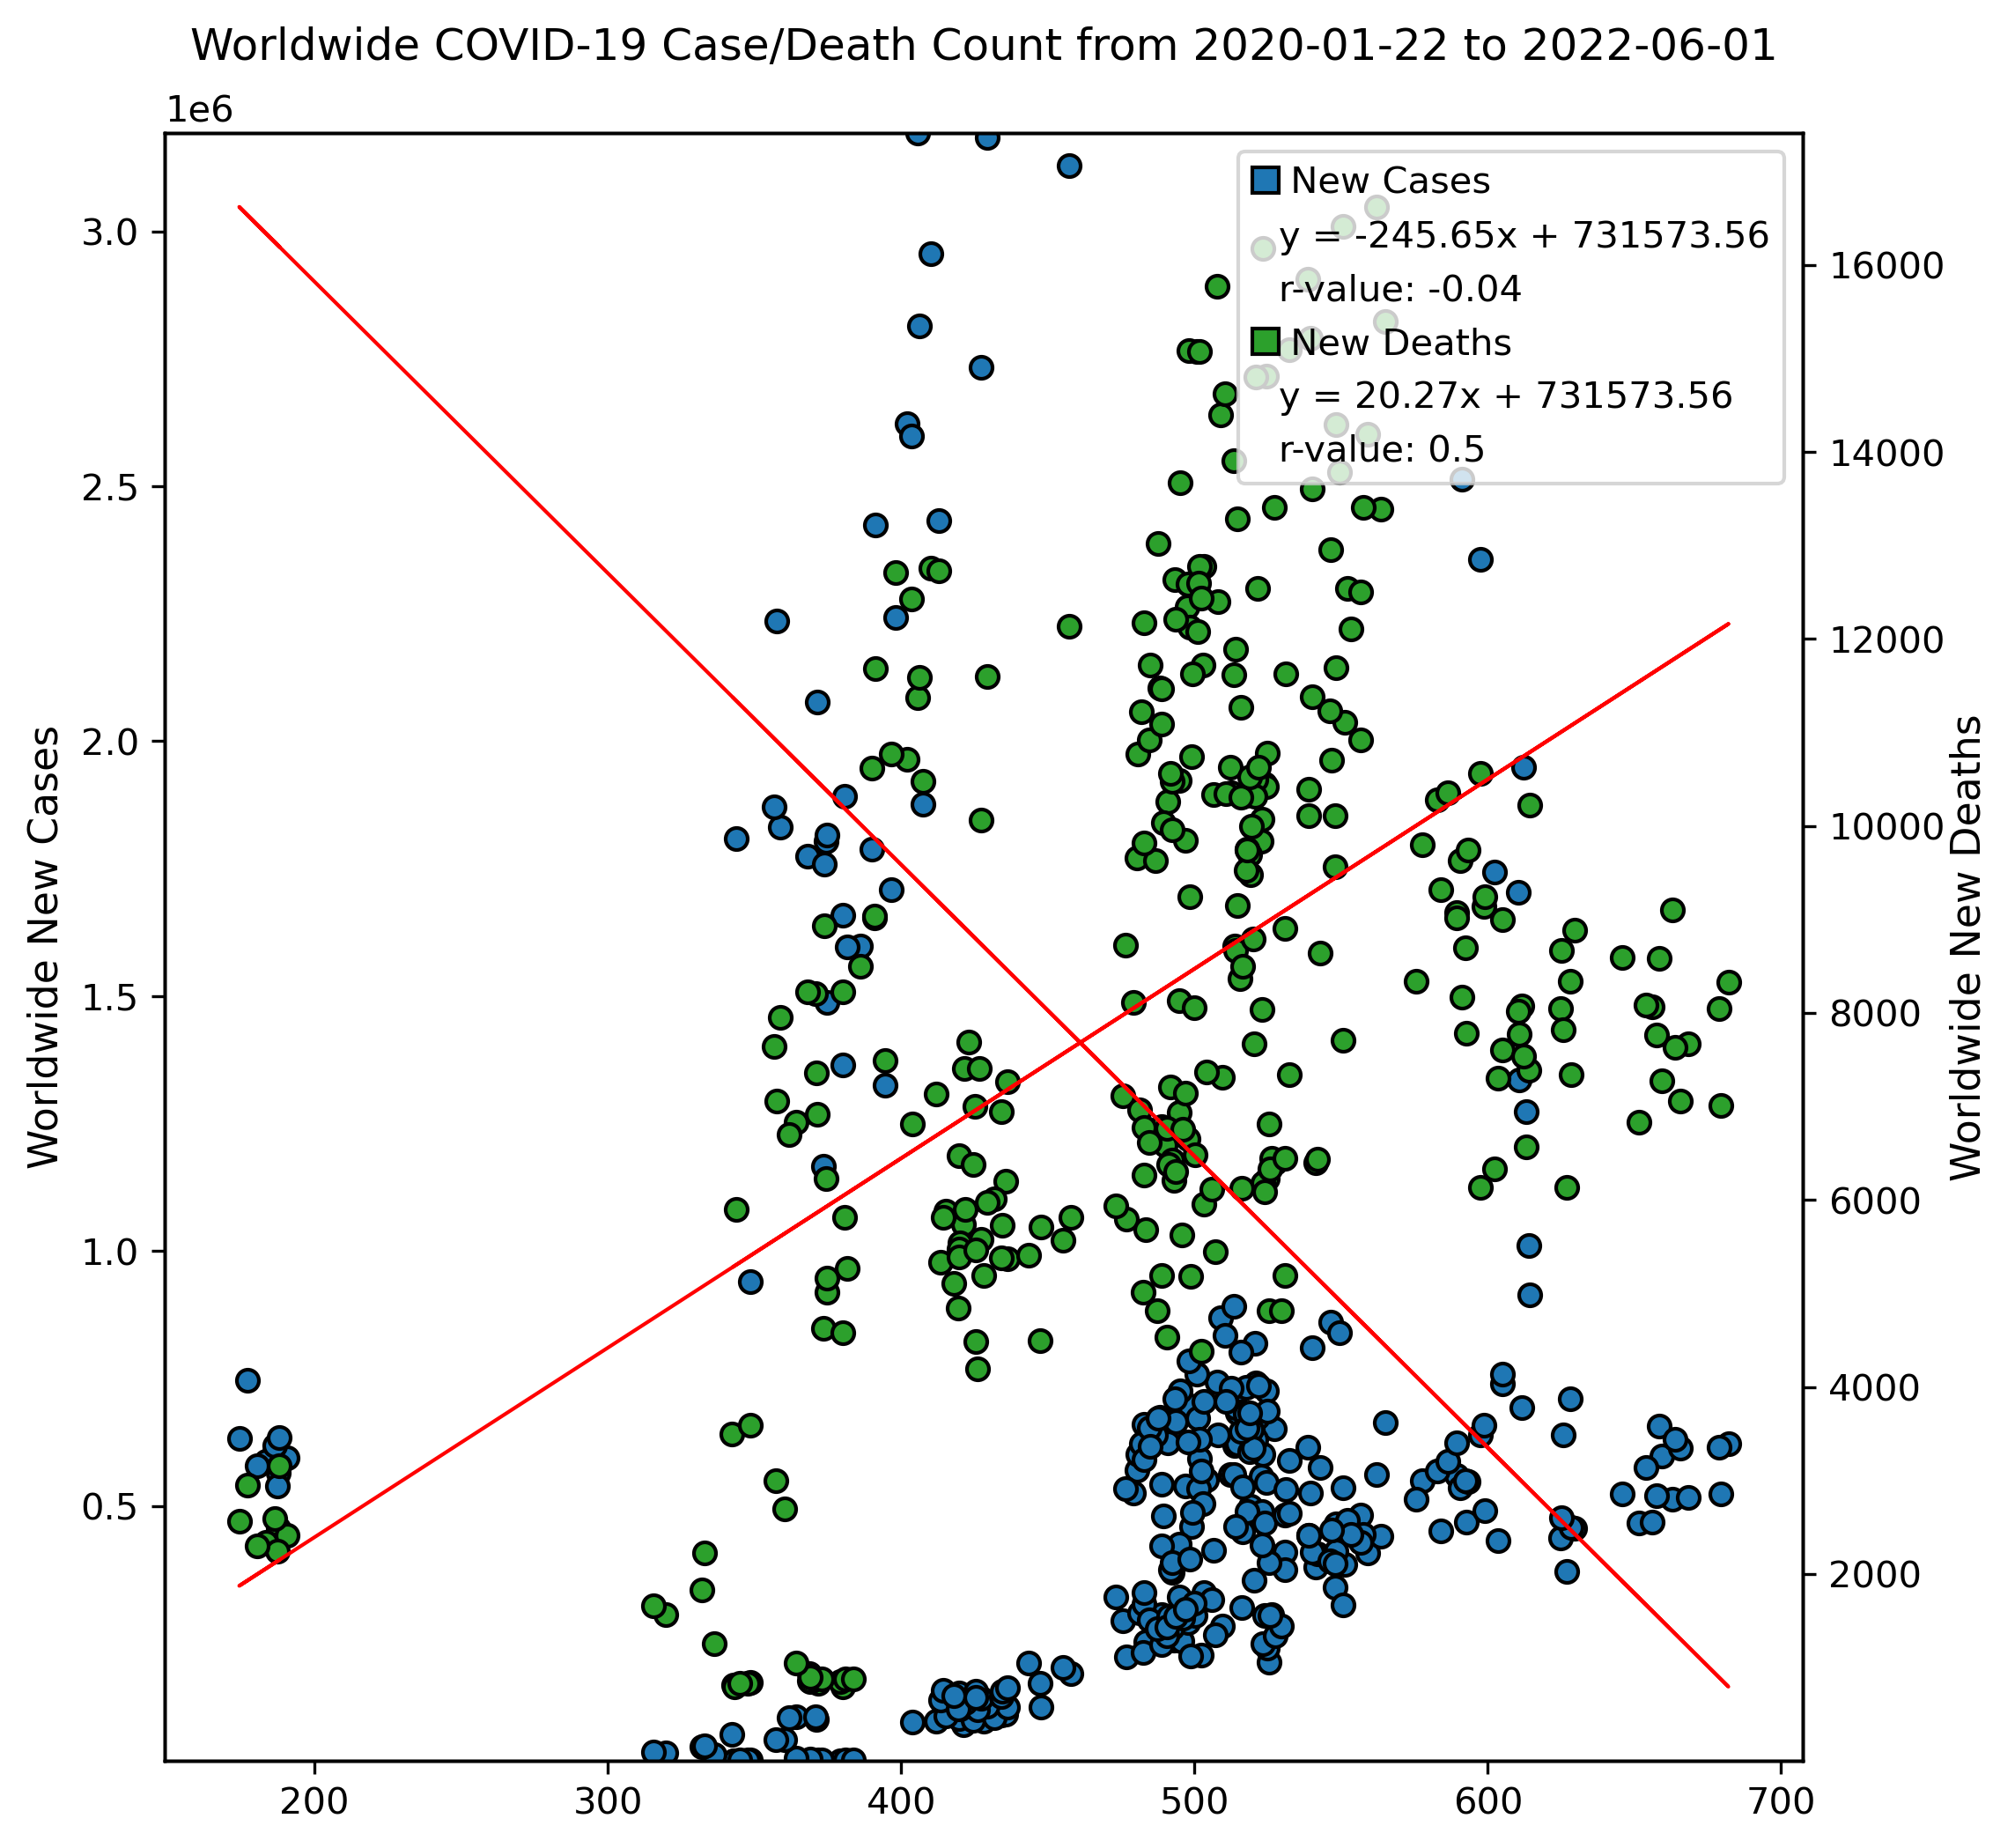 Worldwide COVID-19 Case/Death Count from 2020-01-22 to 2022-06-01
1e6
3.0
2.5
2.0
1.5
1.0
0.5
Worldwide New Cases
New Cases
y = -245.65x + 731573.56
r-value: -0.04
New Deaths
y = 20.27x + 731573.56
r-value: 0.5
16000
14000
12000
10000
8000
6000
4000
2000
Worldwide New Deaths
200 300 400 500 600 700